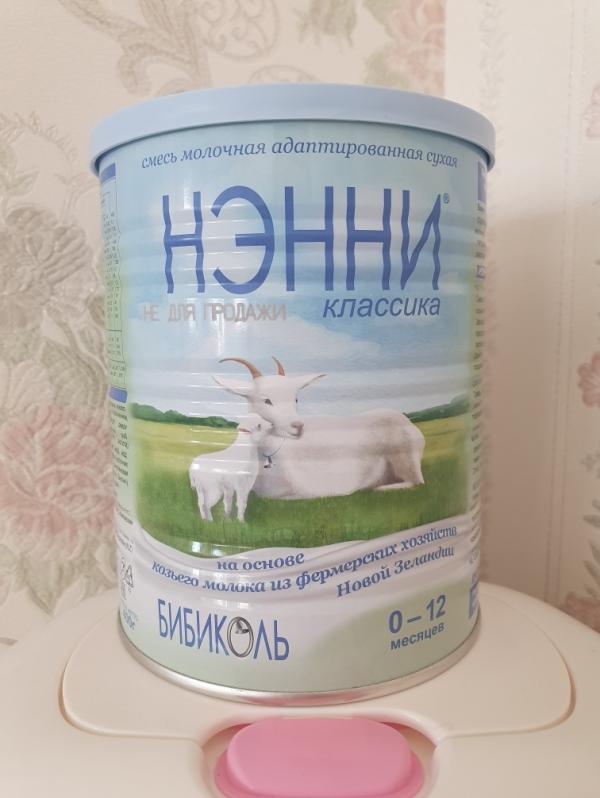 смесь молочная адаптированная сухая
НЭННИ®
НЕ ДЛЯ ПРОДАЖИ
классика
на основе
козьего молока из фермерских хозяйств
Новой Зеландии
БИБИКОЛЬ
0–12
месяцев